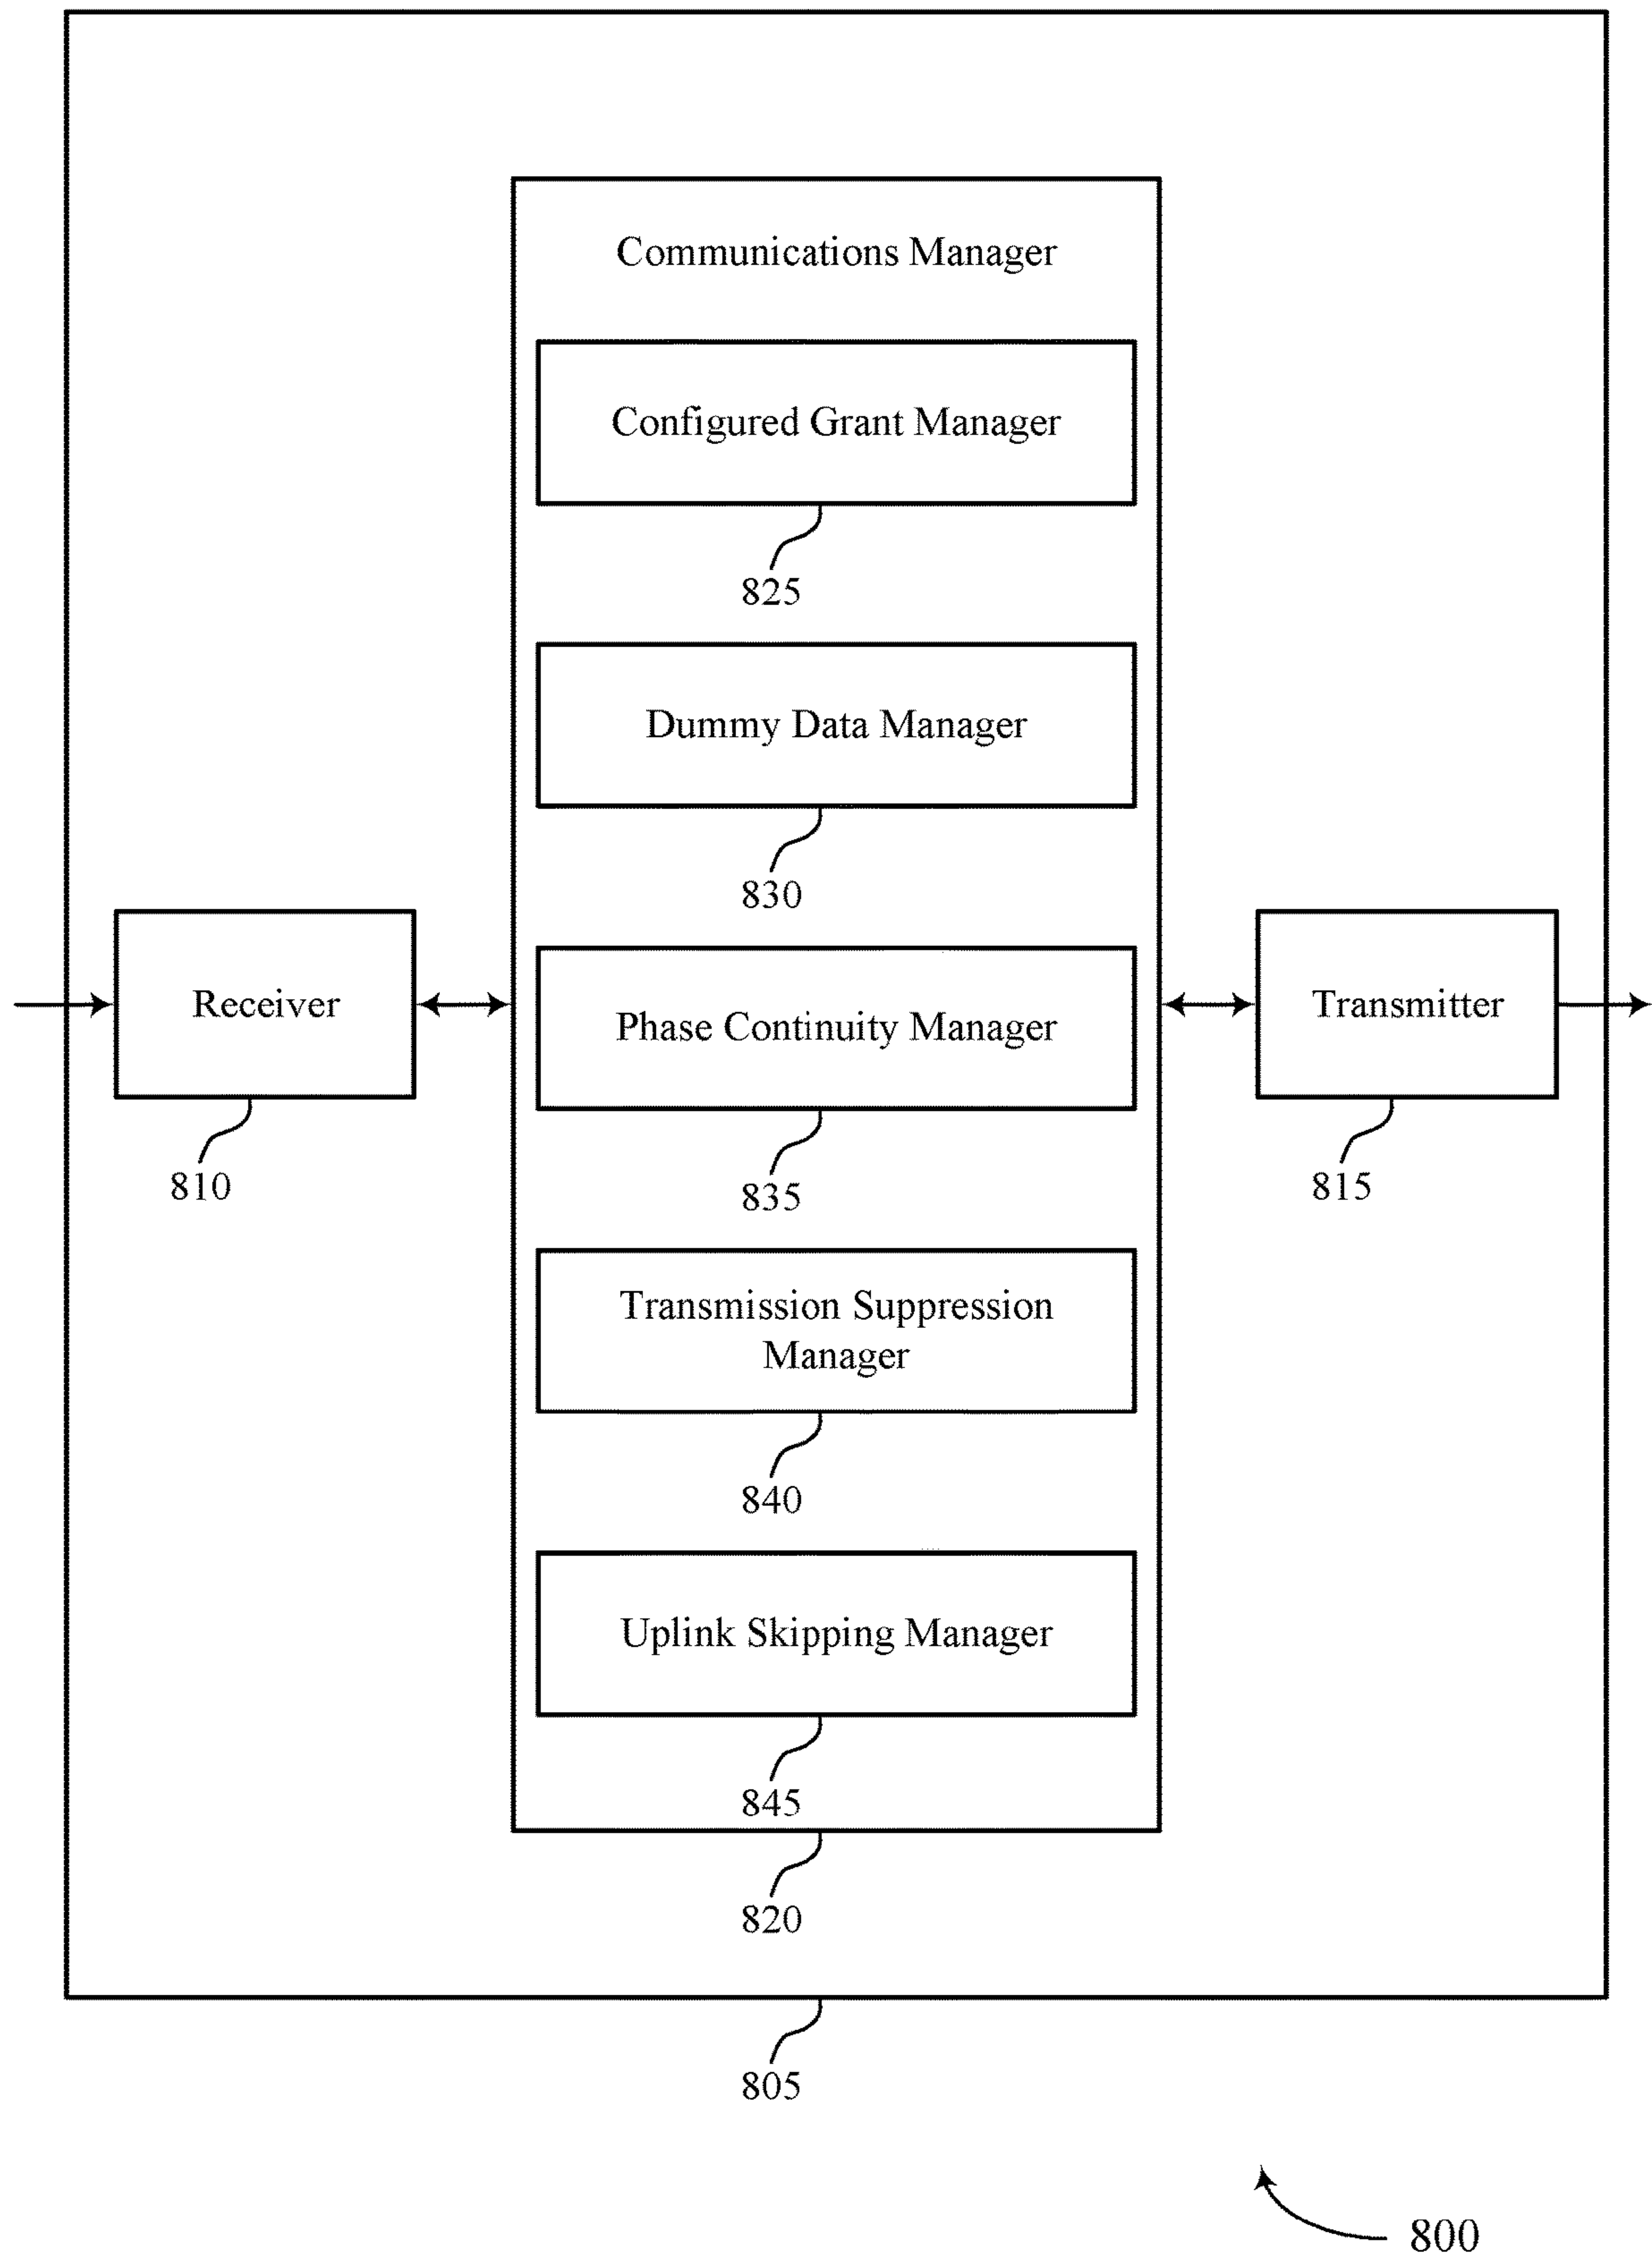 Communications Manager
Configured Grant Manager
825
Dummy Data Manager
830
Receiver
810
Phase Continuity Manager
835
Transmitter
815
Transmission Suppression
Manager
840
Uplink Skipping Manager
845
820
805
800